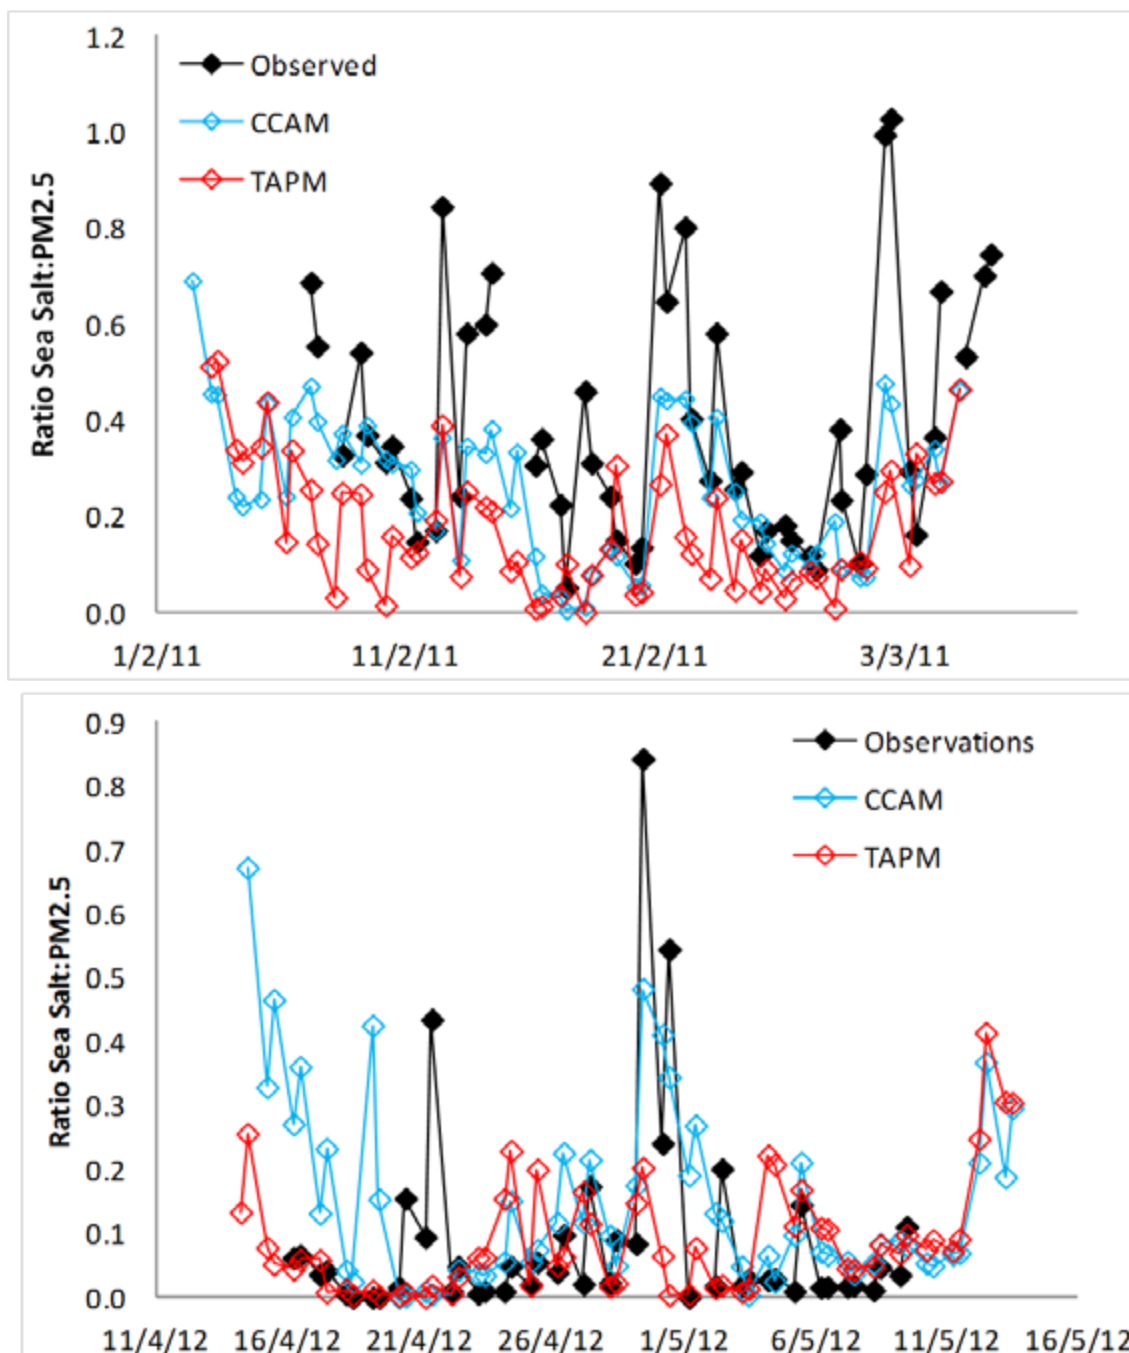 1.2
Observed
1.0
CCAM
TAPM
0.8
0.6
0.4
0.2
0.0
Ratio Sea Salt:PM2.5
1/2/11 11/2/11 21/2/11 3/3/11
0.9
Observations
0.8
CCAM
0.7
TAPM
0.6
0.5
0.4
0.3
0.2
0.1
0.0
Ratio Sea Salt:PM2.5
11/4/12 16/4/12 21/4/12 26/4/12 1/5/12 6/5/12 11/5/12 16/5/12